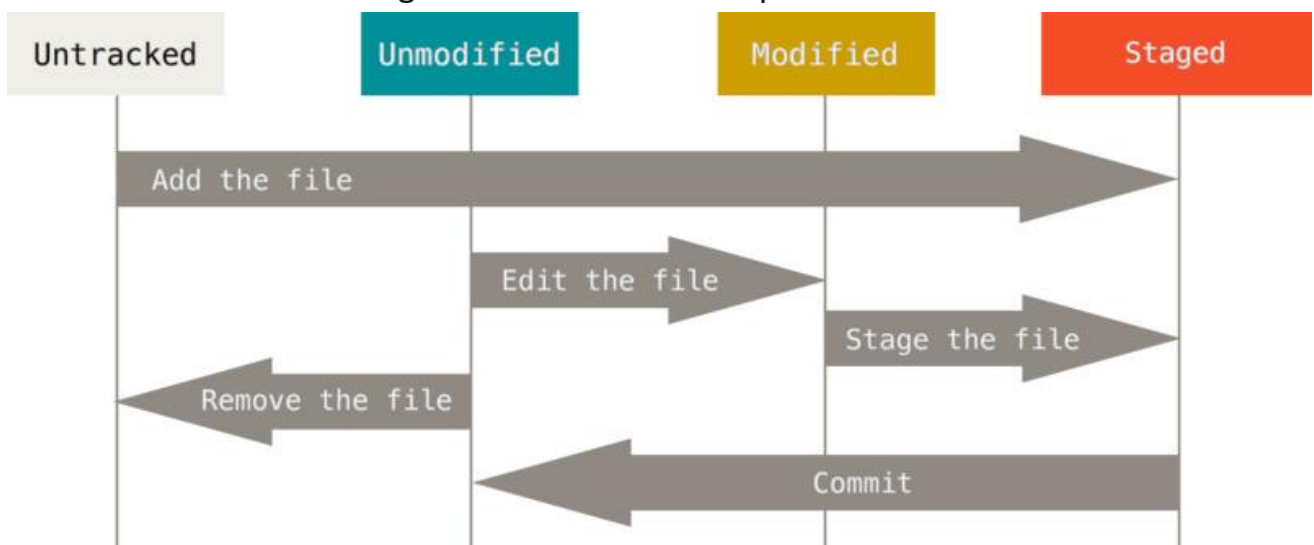 Untracked
Unmodified
Modified
Staged
Add the file
Edit the file
Stage the file
Remove the file
Commit